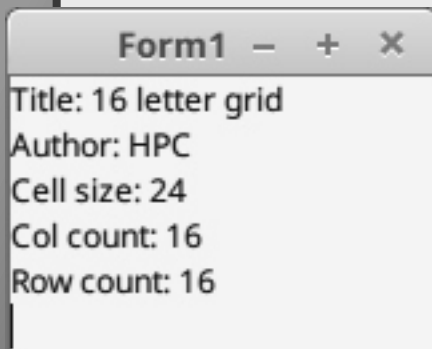 Form1
Title: 16 letter grid
Author: HPC
Cell size: 24
Col count: 16
Row count: 16